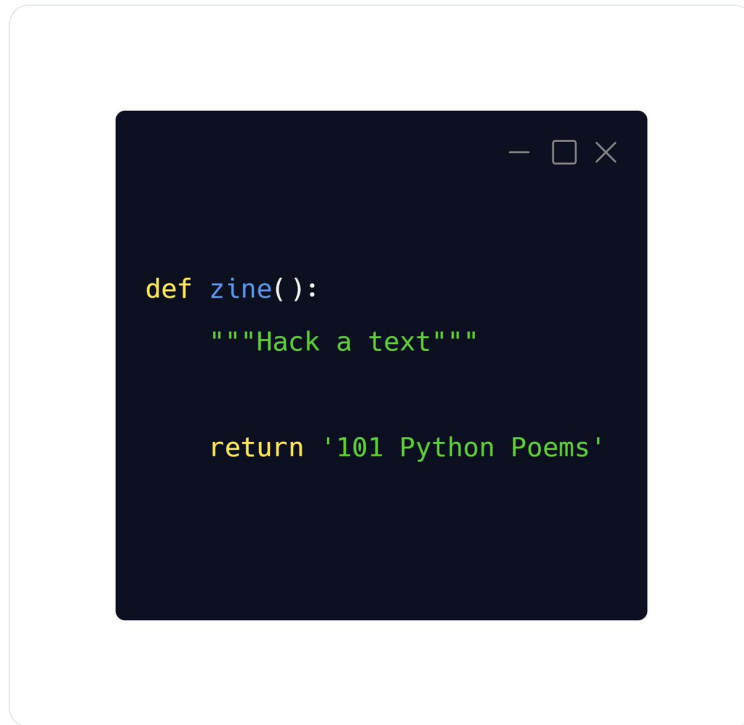 def zine():
    """Hack a text"""
    return '101 Python Poems'